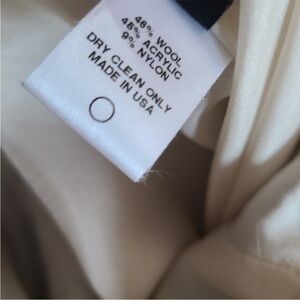 46% WOOL
45% ACRYLIC
9% NYLON
DRY CLEAN ONLY
MADE IN USA